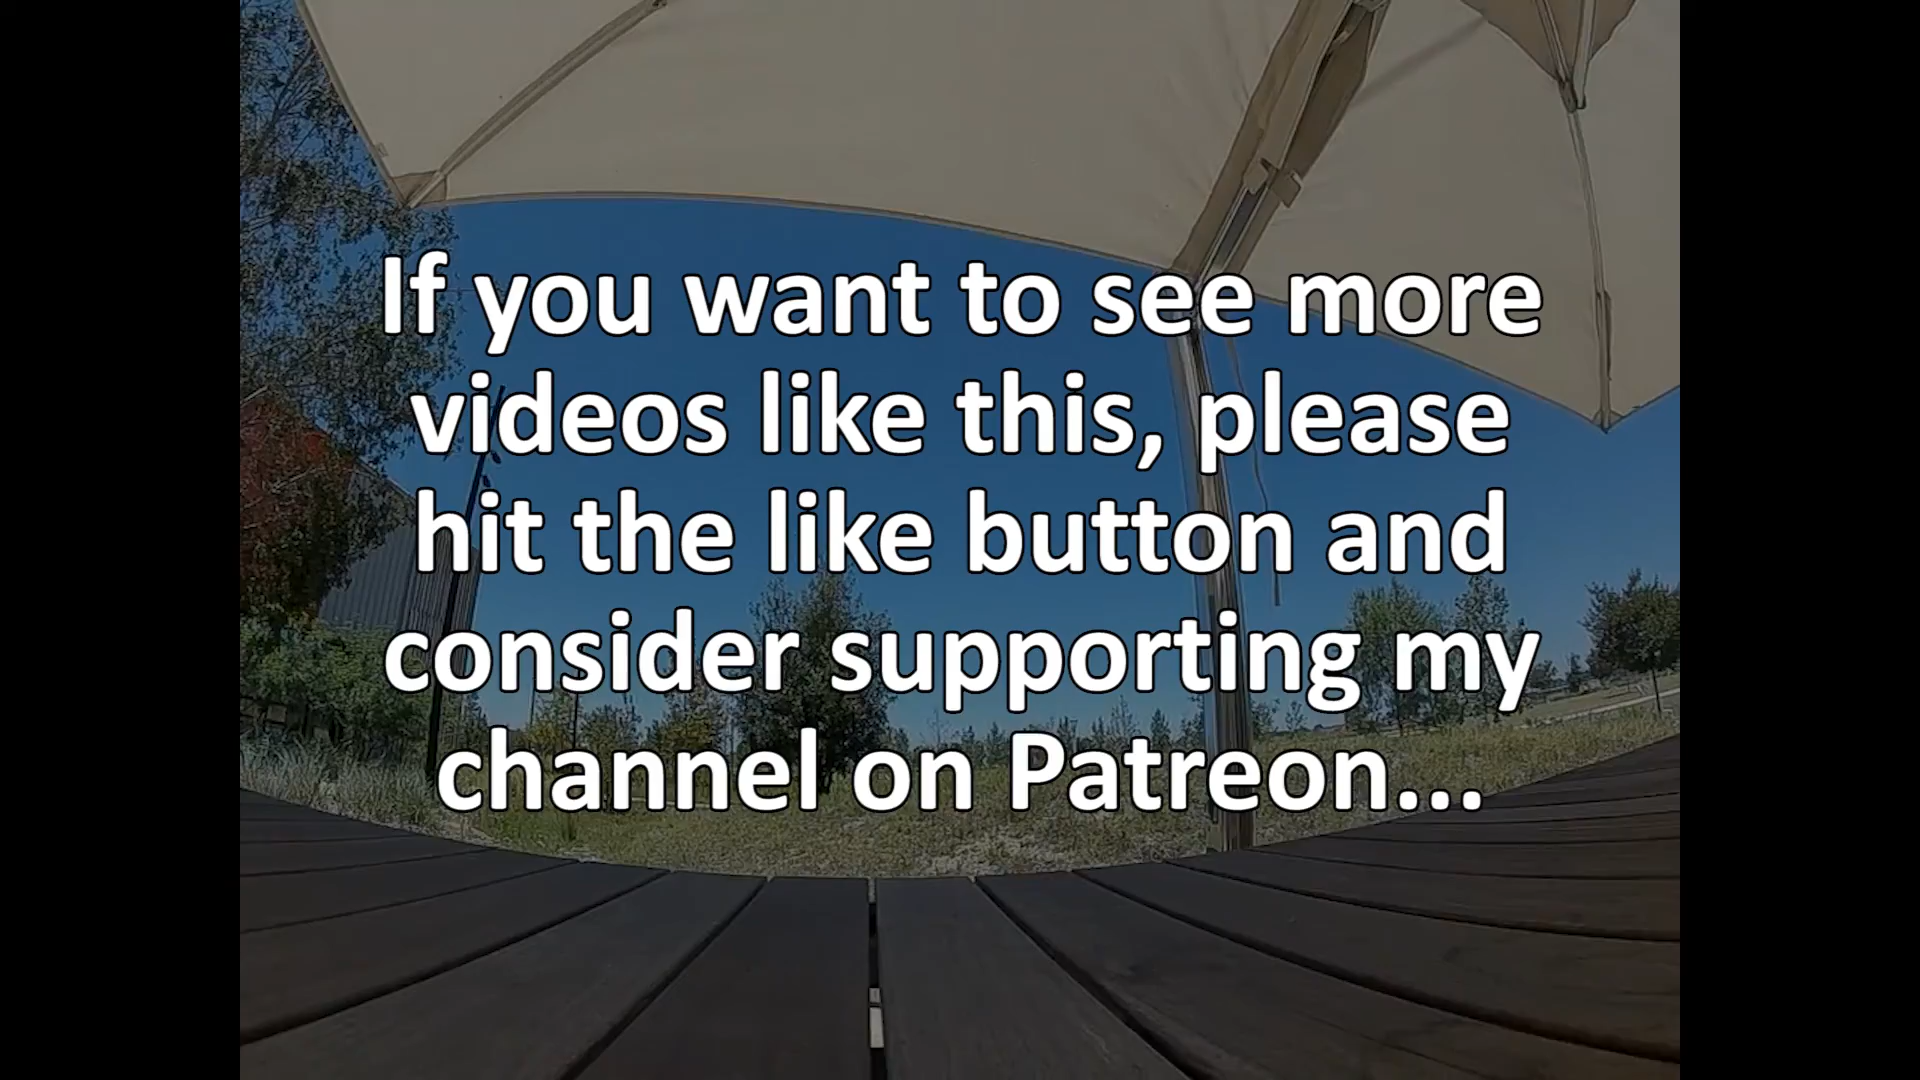 If you want to see more
videos like this, please
hit the like button and
consider supporting my
channel on Patreon...